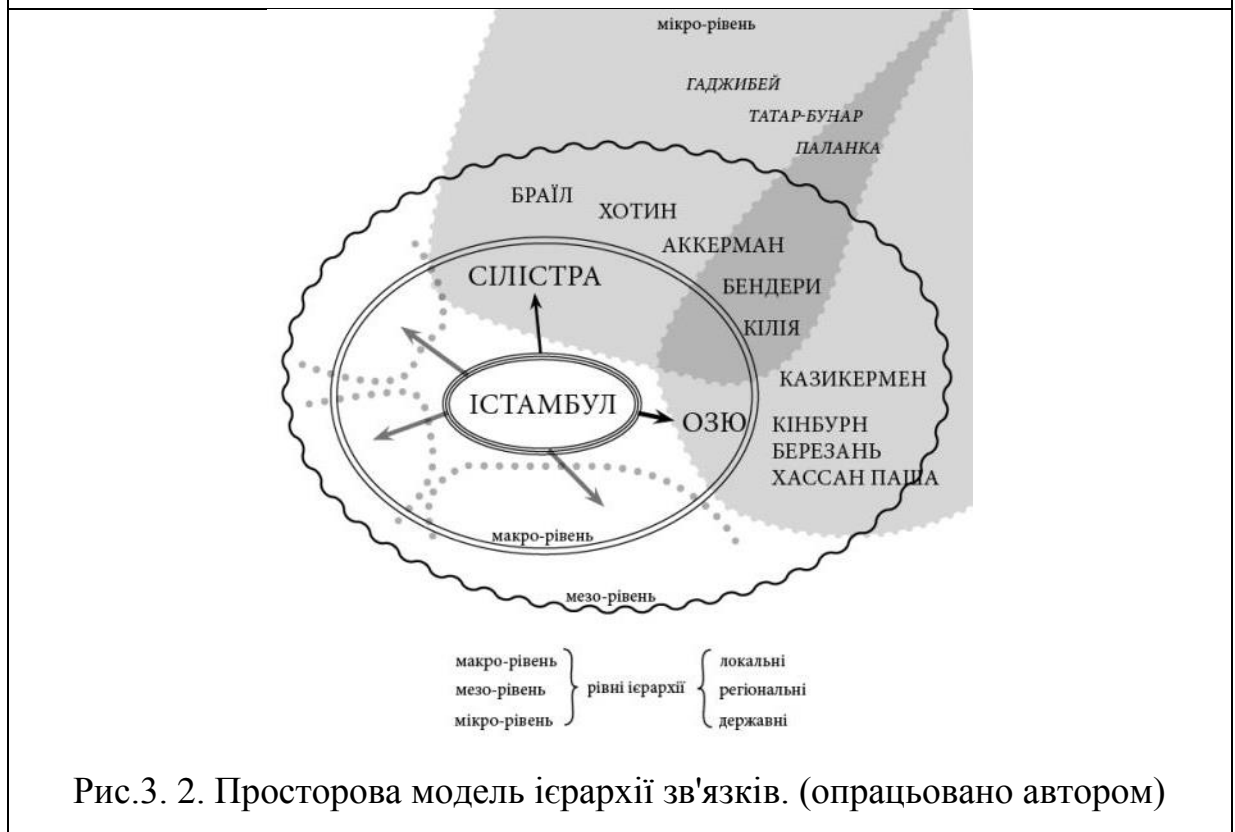 мікро-рівень
ГАДЖИБЕЙ
ТАТАР-БУНАР
ПАЛАНКА
БРАЇЛ
ХОТИН
АККЕРМАН
СІЛІСТРА
БЕНДЕРИ
КІЛІЯ
КАЗИКЕРМЕН
ІСТАМБУЛ
ОЗЮ
КІНБУРН
БЕРЕЗАНЬ
ХАССАН ПАША
макро-рівень
мезо-рівень
макро-рівень
мезо-рівень
мікро-рівень
рівні ієрархії
локальні
регіональні
державні
Рис.3. 2. Просторова модель ієрархії зв'язків. (опрацьовано автором)